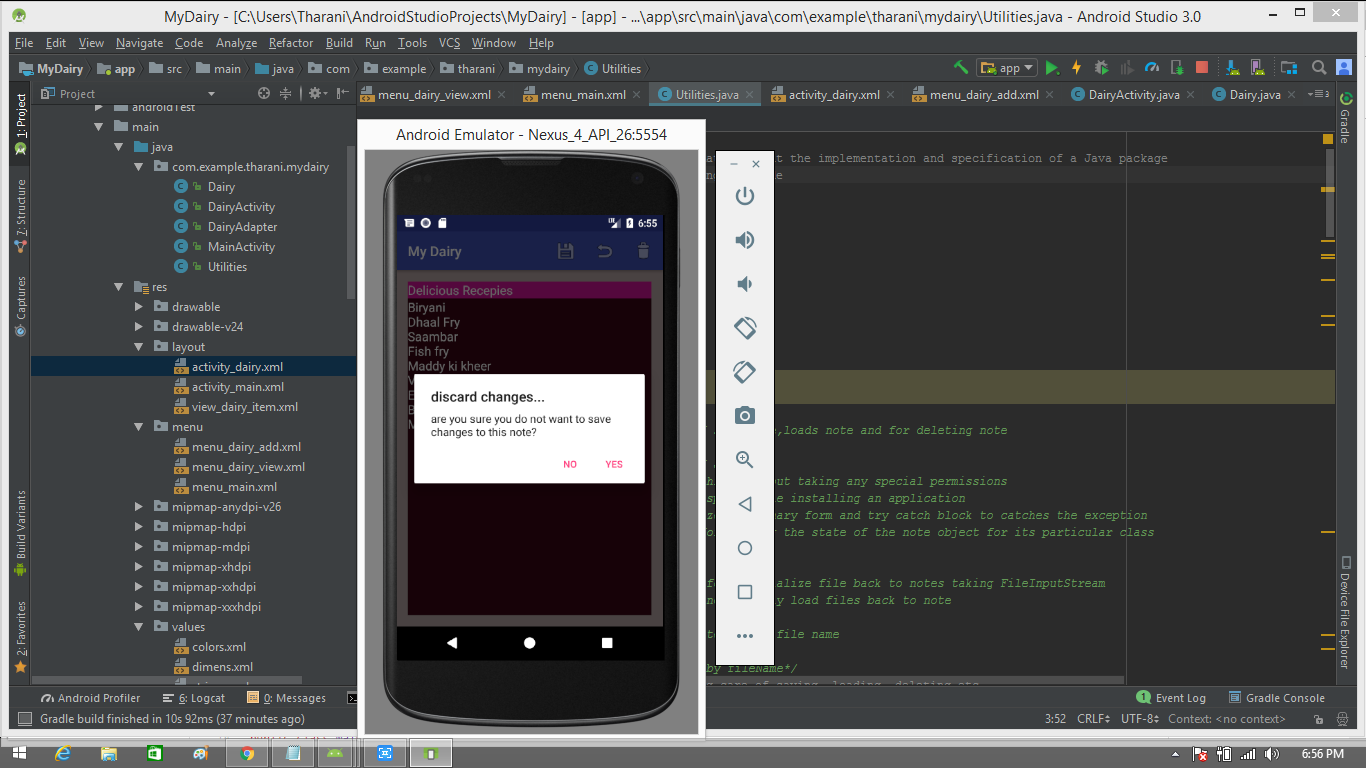 MyDairy - [C:\Users\Tharani\AndroidStudioProjects\MyDairy] - [app] - ...\app\src\main\java\com\example\tharani\mydairy\Utilities.java - Android Studio 3.0
File Edit View Navigate Code Analyze Refactor Build Run Tools VCS Window Help
MyDairy app src main java com example tharani mydairy Utilities
app
Project
menu_dairy_view.xml menu_main.xml Utilities.java activity_dairy.xml menu_dairy_add.xml DairyActivity.java Dairy.java
1: Project
7: Structure
Captures
Build Variants
2: Favorites
androidTest
main
java
com.example.tharani.mydairy
Dairy
DairyActivity
DairyAdapter
MainActivity
Utilities
res
drawable
drawable-v24
layout
activity_dairy.xml
activity_main.xml
view_dairy_item.xml
menu
menu_dairy_add.xml
menu_dairy_view.xml
menu_main.xml
mipmap-anydpi-v26
mipmap-hdpi
mipmap-mdpi
mipmap-xhdpi
mipmap-xxhdpi
mipmap-xxxhdpi
values
colors.xml
dimens.xml
Android Emulator - Nexus_4_API_26:5554
6:55
My Dairy
Delicious Recepies
Biryani
Dhaal Fry
Saambar
Fish fry
Maddy ki kheer
discard changes...
are you sure you do not want to save
changes to this note?
NO YES
t the implementation and specification of a Java package
,loads note and for deleting note
out taking any special permissions
e installing an application
ary form and try catch block to catches the exception
the state of the note object for its particular class
alize file back to notes taking FileInputStream
y load files back to note
file name
by fileName*/
Gradle
Device File Explorer
Android Profiler 6: Logcat 0: Messages
Event Log Gradle Console
Gradle build finished in 10s 92ms (37 minutes ago)
3:52 CRLF UTF-8 Context: <no context>
6:56 PM